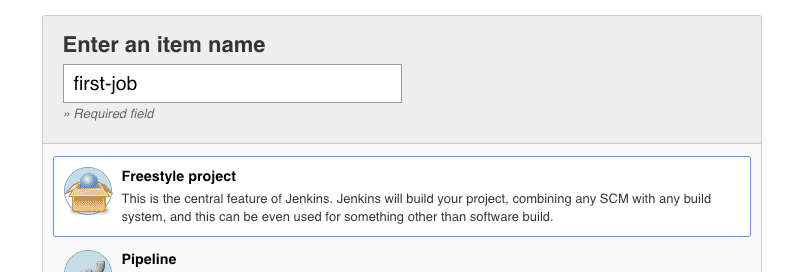 Enter an item name
first-job
» Required field
Freestyle project
This is the central feature of Jenkins. Jenkins will build your project, combining any SCM with any build
system, and this can be even used for something other than software build.
Pipeline